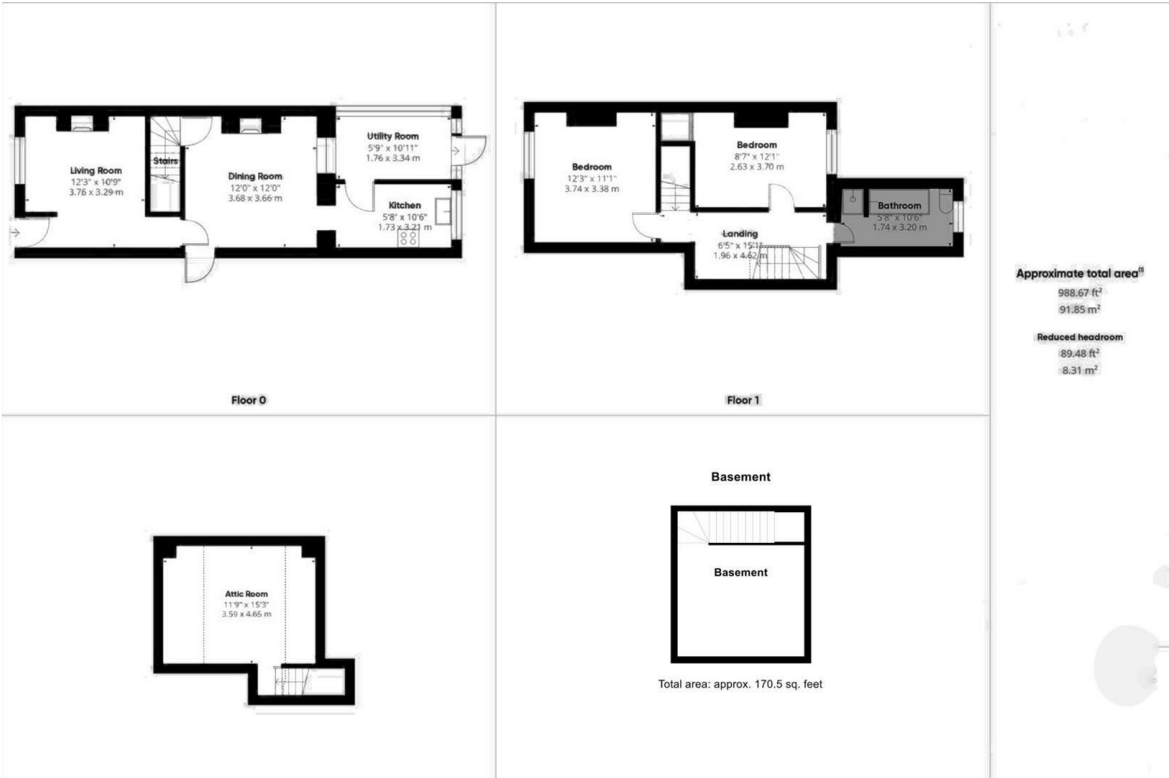 Living Room
12'3" x 10'9"
3.76 x 3.29 m
Stairs
Dining Room
12'0" x 12'0"
3.68 x 3.66 m
Utility Room
5'9" x 10'11"
1.76 x 3.34 m
Kitchen
5'8" x 10'6"
1.73 x 3.21 m
Floor 0
Bedroom
12'3" x 11'1"
3.74 x 3.38 m
Bedroom
8'7" x 12'1"
2.63 x 3.70 m
Landing
6'5" x 15'1"
1.96 x 4.62 m
Bathroom
5'8" x 10'6"
1.74 x 3.20 m
Floor 1
Approximate total area⁽¹⁾
988.67 ft²
91.85 m²
Reduced headroom
89.48 ft²
8.31 m²
Attic Room
11'9" x 15'3"
3.59 x 4.65 m
Basement
Basement
Total area: approx. 170.5 sq. feet